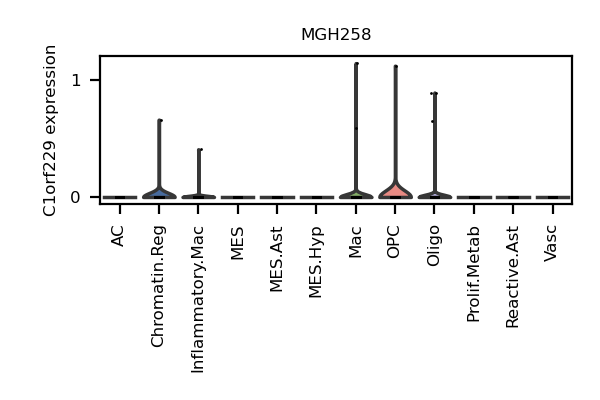 MGH258
C1orf229 expression
1
0
AC
Chromatin.Reg
Inflammatory.Mac
MES
MES.Ast
MES.Hyp
Mac
OPC
Oligo
Prolif.Metab
Reactive.Ast
Vasc